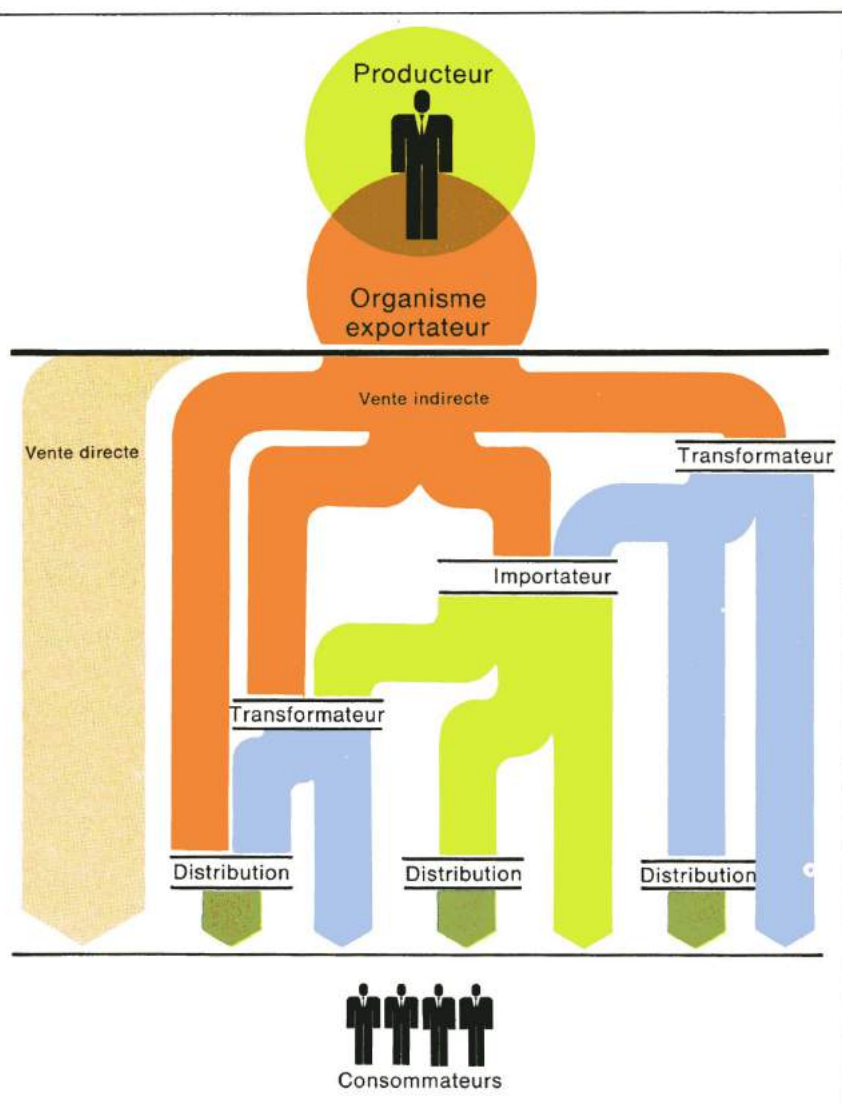 Producteur
Organisme
exportateur
Vente indirecte
Vente directe
Transformateur
Importateur
Transformateur
Distribution
Distribution
Distribution
Consommateurs